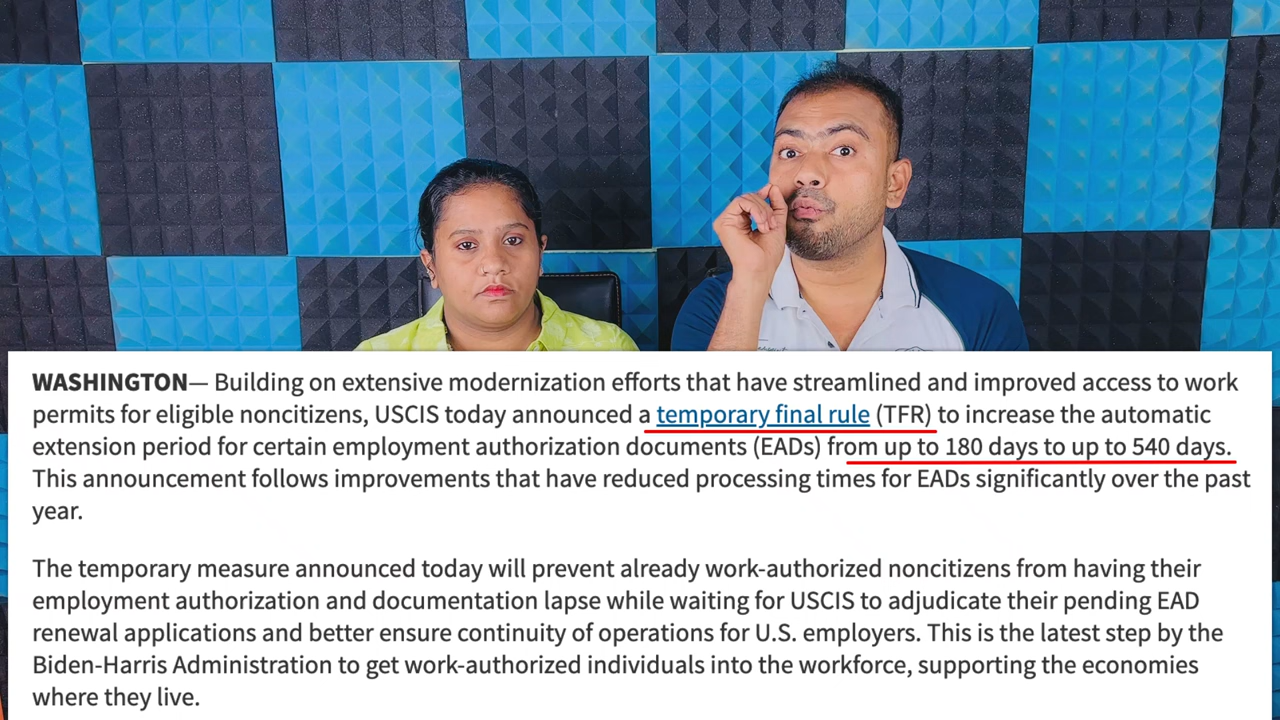 WASHINGTON— Building on extensive modernization efforts that have streamlined and improved access to work
permits for eligible noncitizens, USCIS today announced a temporary final rule (TFR) to increase the automatic
extension period for certain employment authorization documents (EADs) from up to 180 days to up to 540 days.
This announcement follows improvements that have reduced processing times for EADs significantly over the past
year.
The temporary measure announced today will prevent already work-authorized noncitizens from having their
employment authorization and documentation lapse while waiting for USCIS to adjudicate their pending EAD
renewal applications and better ensure continuity of operations for U.S. employers. This is the latest step by the
Biden-Harris Administration to get work-authorized individuals into the workforce, supporting the economies
where they live.